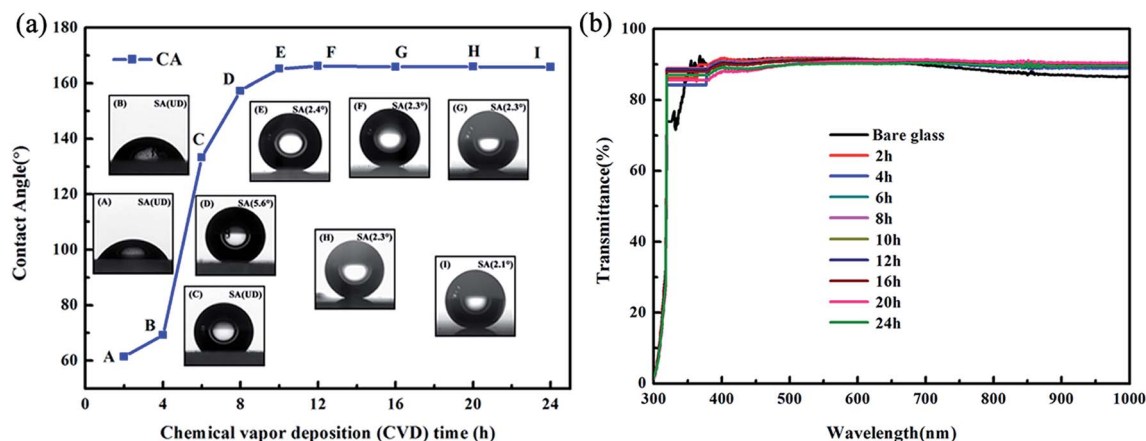 (a)
180
160
140
120
100
80
60
Contact Angle(°)
CA
A
B
C
D
E
F
G
H
I
(B) SA(UD)
(E) SA(2.4°)
(F) SA(2.3°)
(G) SA(2.3°)
(A) SA(UD)
(D) SA(5.6°)
(H) SA(2.3°)
(I) SA(2.1°)
(C) SA(UD)
0 4 8 12 16 20 24
Chemical vapor deposition (CVD) time (h)
(b)
100
80
60
40
20
0
Transmittance(%)
Bare glass
2h
4h
6h
8h
10h
12h
16h
20h
24h
300 400 500 600 700 800 900 1000
Wavelength(nm)